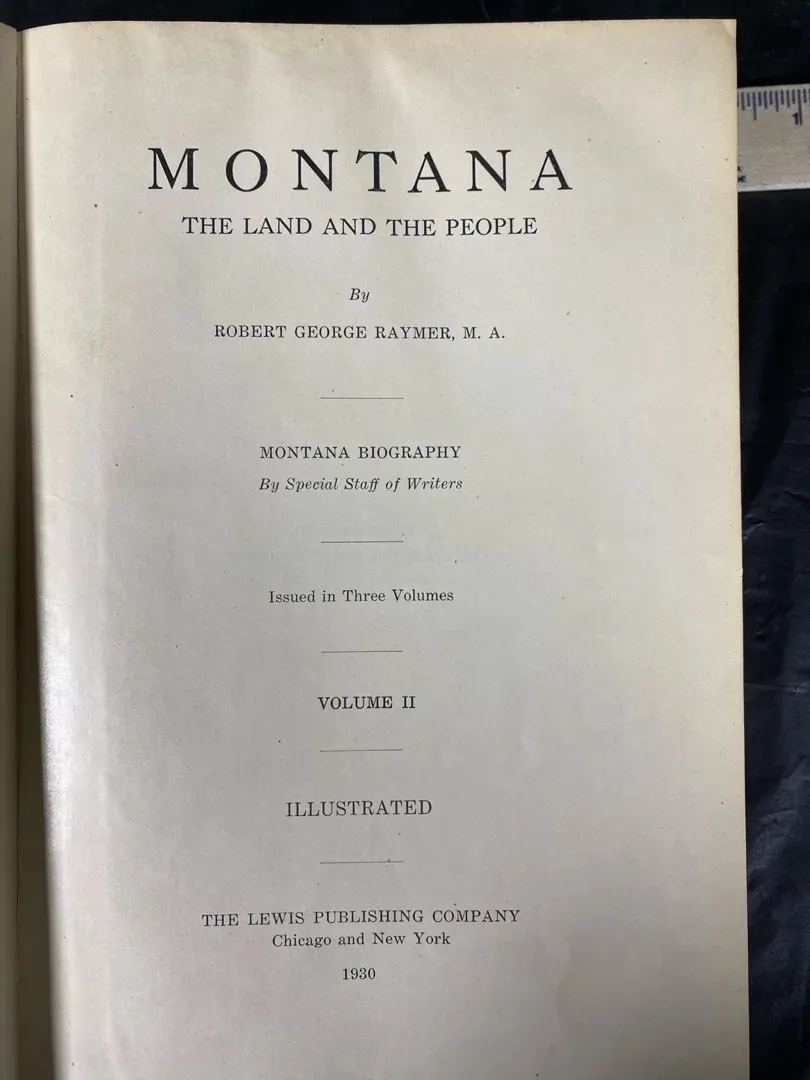 MONTANA
THE LAND AND THE PEOPLE
By
ROBERT GEORGE RAYMER, M. A.
MONTANA BIOGRAPHY
By Special Staff of Writers
Issued in Three Volumes
VOLUME II
ILLUSTRATED
THE LEWIS PUBLISHING COMPANY
Chicago and New York
1930
1